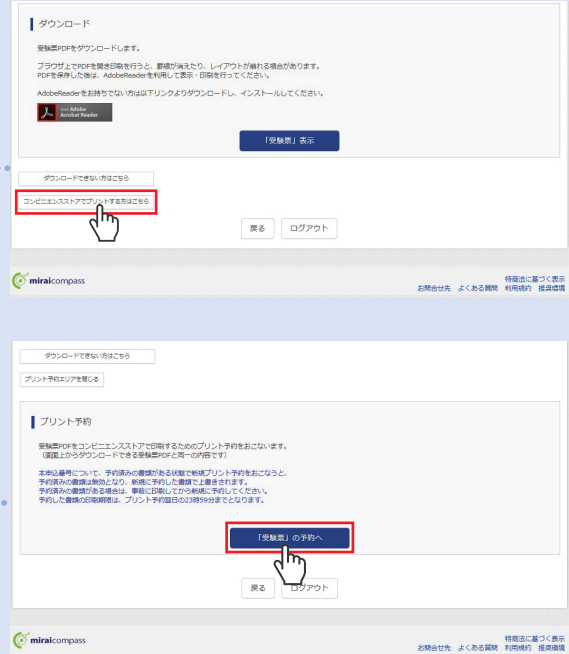 ダウンロード
受験票PDFをダウンロードします。
ブラウザ上でPDFを開き印刷を行うと、罫線が消えたり、レイアウトが崩れる場合があります。
PDFを保存した後は、AdobeReaderを利用して表示・印刷を行ってください。
AdobeReaderをお持ちでない方は以下リンクよりダウンロードし、インストールしてください。
Get Adobe
Acrobat Reader
「受験票」表示
ダウンロードできない方はこちら
コンビニエンスストアでプリントする方はこちら
戻る ログアウト
miraicompass
特商法に基づく表示
お問合せ先 よくある質問 利用規約 推奨環境
ダウンロードできない方はこちら
プリント予約エリアを閉じる
プリント予約
受験票PDFをコンビニエンスストアで印刷するためのプリント予約をおこないます。
(画面上からダウンロードできる受験票PDFと同一の内容です)
本申込番号について、予約済みの書類がある状態で新規プリント予約をおこなうと、
予約済みの書類は無効となり、新規に予約した書類で上書きされます。
予約済みの書類がある場合は、事前に印刷してから新規に予約してください。
予約した書類の印刷期限は、プリント予約翌日の23時59分までとなります。
「受験票」の予約へ
戻る ログアウト
miraicompass
特商法に基づく表示
お問合せ先 よくある質問 利用規約 推奨環境